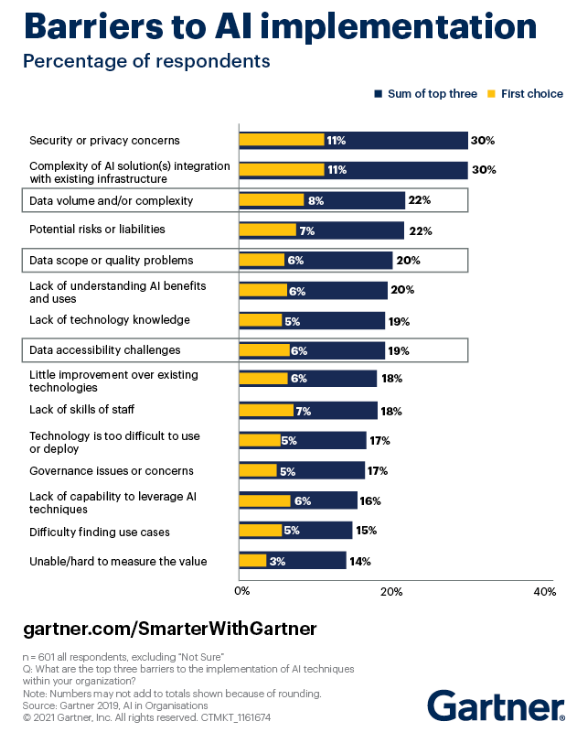 Barriers to AI implementation
Percentage of respondents
Sum of top three First choice
Security or privacy concerns 11% 30%
Complexity of AI solution(s) integration
with existing infrastructure 11% 30%
Data volume and/or complexity 8% 22%
Potential risks or liabilities 7% 22%
Data scope or quality problems 6% 20%
Lack of understanding AI benefits
and uses 6% 20%
Lack of technology knowledge 5% 19%
Data accessibility challenges 6% 19%
Little improvement over existing
technologies 6% 18%
Lack of skills of staff 7% 18%
Technology is too difficult to use
or deploy 5% 17%
Governance issues or concerns 5% 17%
Lack of capability to leverage AI
techniques 6% 16%
Difficulty finding use cases 5% 15%
Unable/hard to measure the value 3% 14%
0% 20% 40%
gartner.com/SmarterWithGartner
n = 601 all respondents, excluding "Not Sure"
Q: What are the top three barriers to the implementation of AI techniques
within your organization?
Note: Numbers may not add to totals shown because of rounding.
Source: Gartner 2019, AI in Organisations
© 2021 Gartner, Inc. All rights reserved. CTMKT_1161674
Gartner®